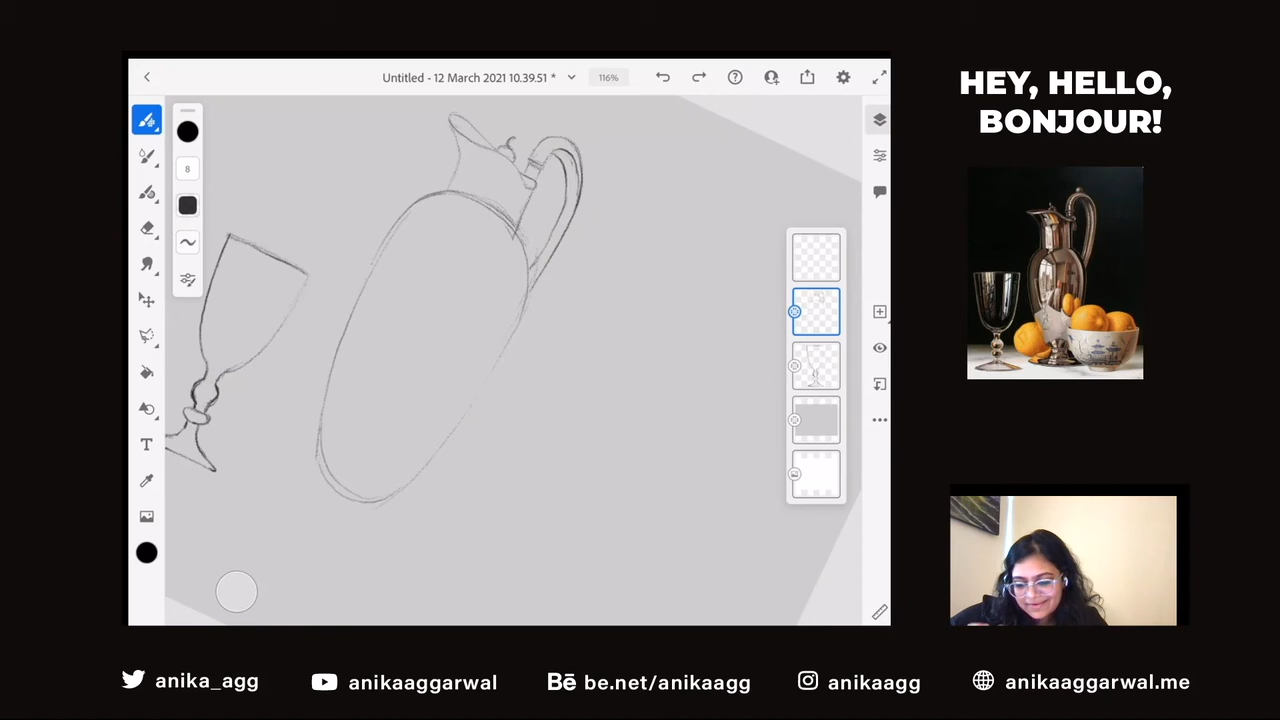 Untitled - 12 March 2021 10.39.51 *
116%
8
T
HEY, HELLO,
BONJOUR!
anika_agg
anikaaggarwal
Bē be.net/anikaagg
anikaagg
anikaaggarwal.me